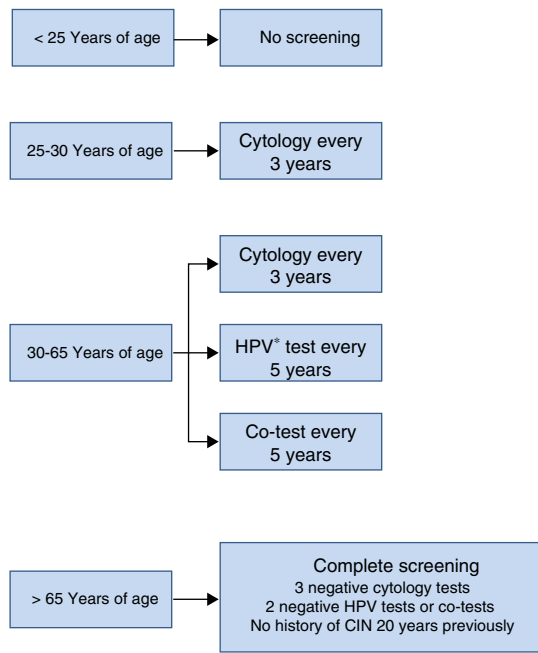 < 25 Years of age
No screening
25-30 Years of age
Cytology every
3 years
30-65 Years of age
Cytology every
3 years
HPV* test every
5 years
Co-test every
5 years
> 65 Years of age
Complete screening
3 negative cytology tests
2 negative HPV tests or co-tests
No history of CIN 20 years previously